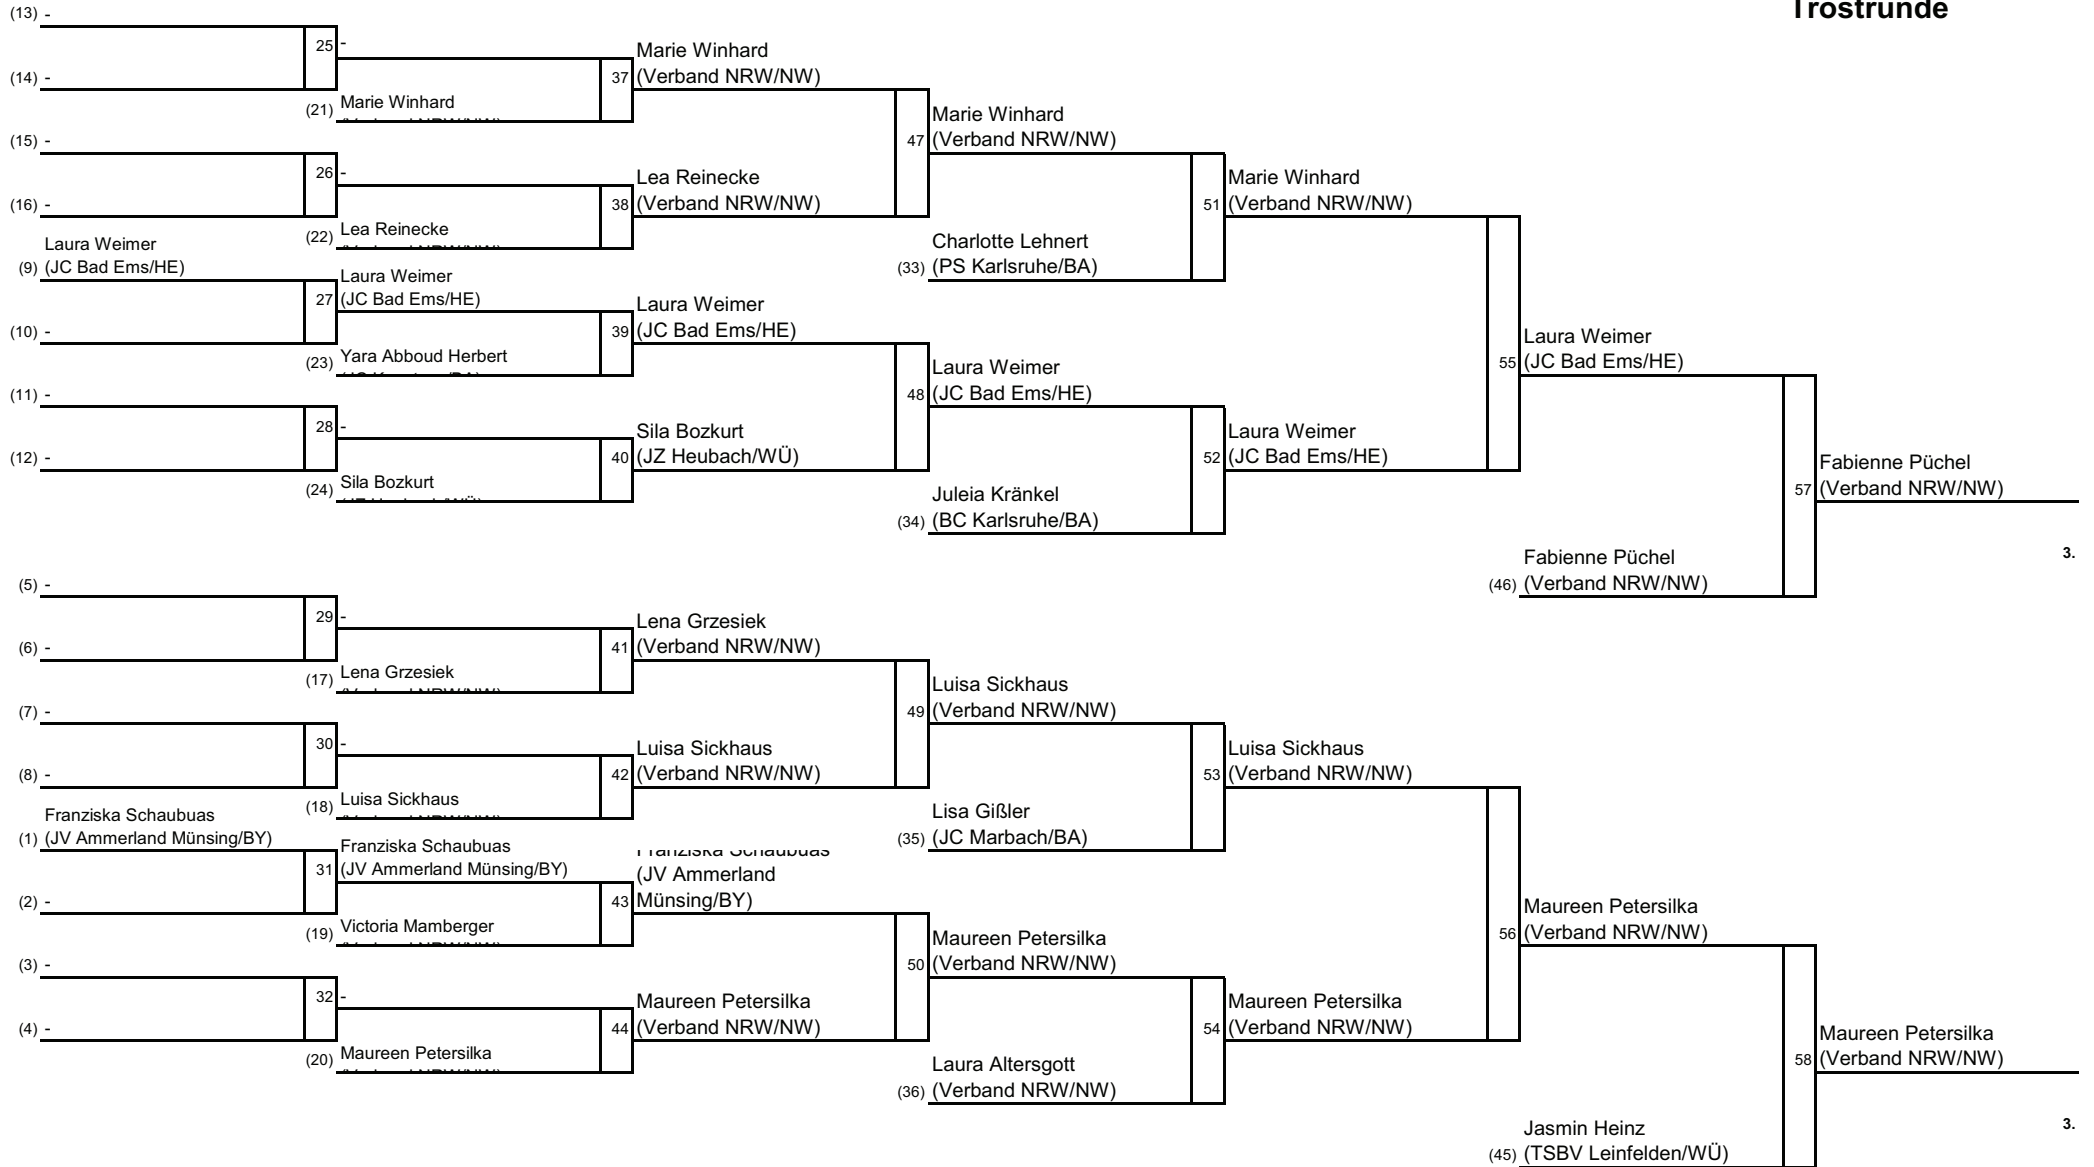 Trostrunde
(13) -
25 -
(14) -
(21) Marie Winhard
37 Marie Winhard
(Verband NRW/NW)
(15) -
26 -
(16) -
(22) Lea Reinecke
38 Lea Reinecke
(Verband NRW/NW)
47 Marie Winhard
(Verband NRW/NW)
(33) Charlotte Lehnert
(PS Karlsruhe/BA)
51 Marie Winhard
(Verband NRW/NW)
(9) Laura Weimer
(JC Bad Ems/HE)
27 Laura Weimer
(JC Bad Ems/HE)
(10) -
(23) Yara Abboud Herbert
39 Laura Weimer
(JC Bad Ems/HE)
(11) -
28 -
(12) -
(24) Sila Bozkurt
40 Sila Bozkurt
(JZ Heubach/WÜ)
48 Laura Weimer
(JC Bad Ems/HE)
(34) Juleia Kränkel
(BC Karlsruhe/BA)
52 Laura Weimer
(JC Bad Ems/HE)
55 Laura Weimer
(JC Bad Ems/HE)
(46) Fabienne Püchel
(Verband NRW/NW)
57 Fabienne Püchel
(Verband NRW/NW)
3.
(5) -
29 -
(6) -
(17) Lena Grzesiek
41 Lena Grzesiek
(Verband NRW/NW)
(7) -
30 -
(8) -
(18) Luisa Sickhaus
42 Luisa Sickhaus
(Verband NRW/NW)
49 Luisa Sickhaus
(Verband NRW/NW)
(35) Lisa Gißler
(JC Marbach/BA)
53 Luisa Sickhaus
(Verband NRW/NW)
(1) Franziska Schaubuas
(JV Ammerland Münsing/BY)
31 Franziska Schaubuas
(JV Ammerland Münsing/BY)
(2) -
(19) Victoria Mamberger
43 Franziska Schaubuas
(JV Ammerland
Münsing/BY)
(3) -
32 -
(4) -
(20) Maureen Petersilka
44 Maureen Petersilka
(Verband NRW/NW)
50 Maureen Petersilka
(Verband NRW/NW)
(36) Laura Altersgott
(Verband NRW/NW)
54 Maureen Petersilka
(Verband NRW/NW)
56 Maureen Petersilka
(Verband NRW/NW)
(45) Jasmin Heinz
(TSBV Leinfelden/WÜ)
58 Maureen Petersilka
(Verband NRW/NW)
3.